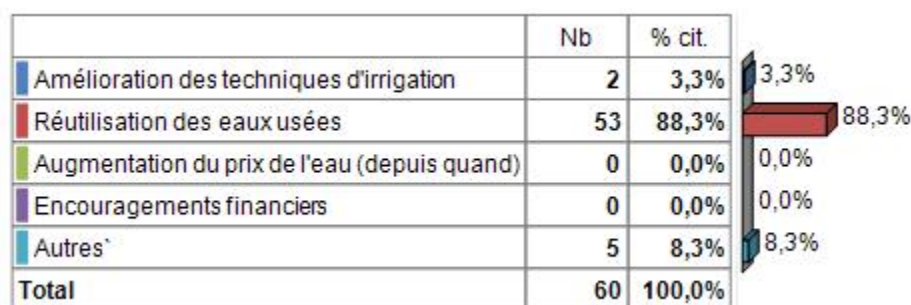 Nb % cit.
Amélioration des techniques d'irrigation 2 3,3% 3,3%
Réutilisation des eaux usées 53 88,3% 88,3%
Augmentation du prix de l'eau (depuis quand) 0 0,0% 0,0%
Encouragements financiers 0 0,0% 0,0%
Autres` 5 8,3% 8,3%
Total 60 100,0%